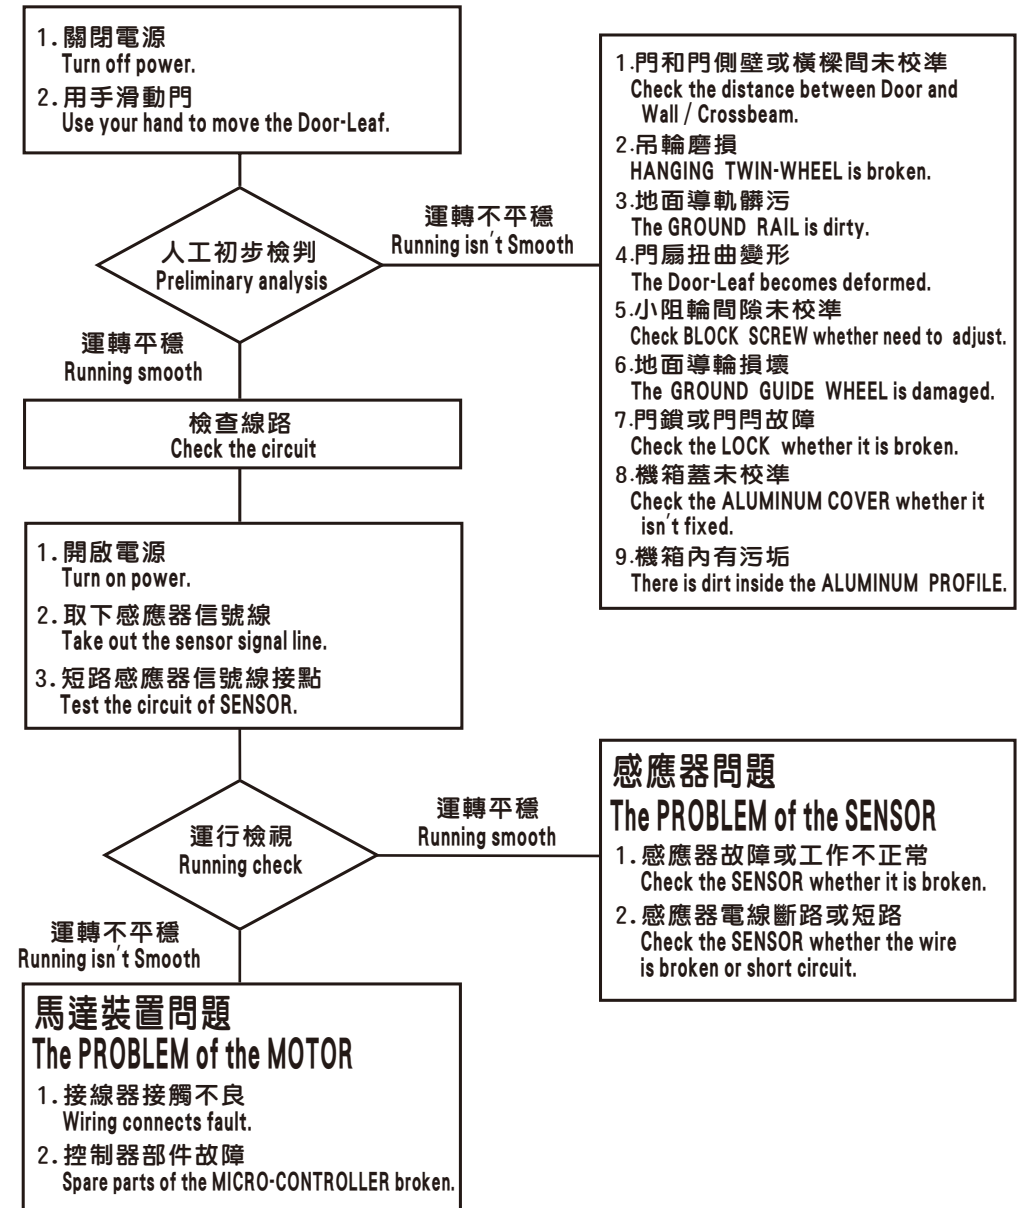 1.關閉電源
Turn off power.
2.用手滑動門
Use your hand to move the Door-Leaf.
人工初步檢判
Preliminary analysis
運轉不平穩
Running isn't Smooth
1.門和門側壁或橫樑間未校準
Check the distance between Door and
Wall / Crossbeam.
2.吊輪磨損
HANGING TWIN-WHEEL is broken.
3.地面導軌髒污
The GROUND RAIL is dirty.
4.門扇扭曲變形
The Door-Leaf becomes deformed.
5.小阻輪間隙未校準
Check BLOCK SCREW whether need to adjust.
6.地面導輪損壞
The GROUND GUIDE WHEEL is damaged.
7.門鎖或門閂故障
Check the LOCK whether it is broken.
8.機箱蓋未校準
Check the ALUMINUM COVER whether it
isn't fixed.
9.機箱內有污垢
There is dirt inside the ALUMINUM PROFILE.
運轉平穩
Running smooth
檢查線路
Check the circuit
1.開啟電源
Turn on power.
2.取下感應器信號線
Take out the sensor signal line.
3.短路感應器信號線接點
Test the circuit of SENSOR.
運行檢視
Running check
運轉平穩
Running smooth
感應器問題
The PROBLEM of the SENSOR
1.感應器故障或工作不正常
Check the SENSOR whether it is broken.
2.感應器電線斷路或短路
Check the SENSOR whether the wire
is broken or short circuit.
運轉不平穩
Running isn't Smooth
馬達裝置問題
The PROBLEM of the MOTOR
1.接線器接觸不良
Wiring connects fault.
2.控制器部件故障
Spare parts of the MICRO-CONTROLLER broken.